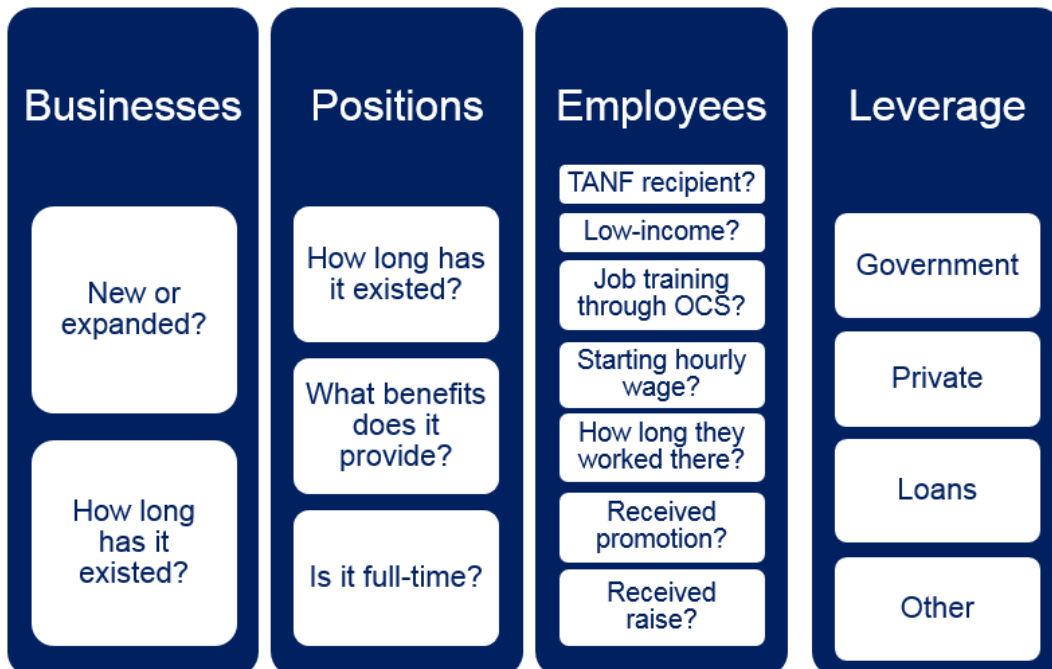 Businesses
New or
expanded?
How long
has it
existed?
Positions
How long has
it existed?
What benefits
does it
provide?
Is it full-time?
Employees
TANF recipient?
Low-income?
Job training
through OCS?
Starting hourly
wage?
How long they
worked there?
Received
promotion?
Received
raise?
Leverage
Government
Private
Loans
Other